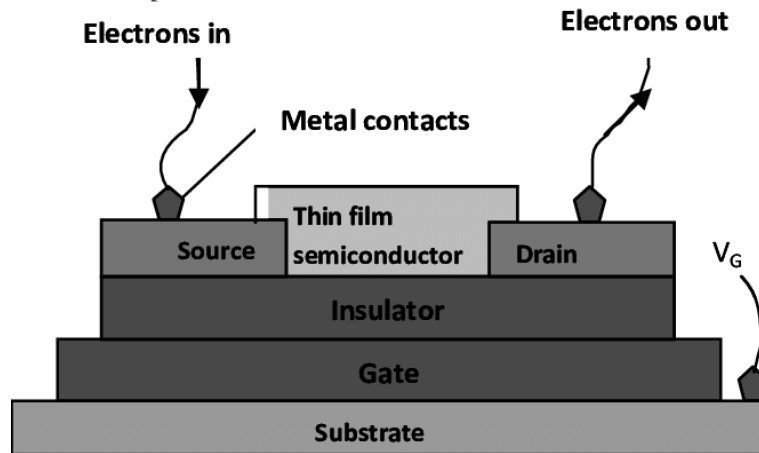 Electrons in
Electrons out
Metal contacts
Thin film
semiconductor
Source
Drain
V_G
Insulator
Gate
Substrate